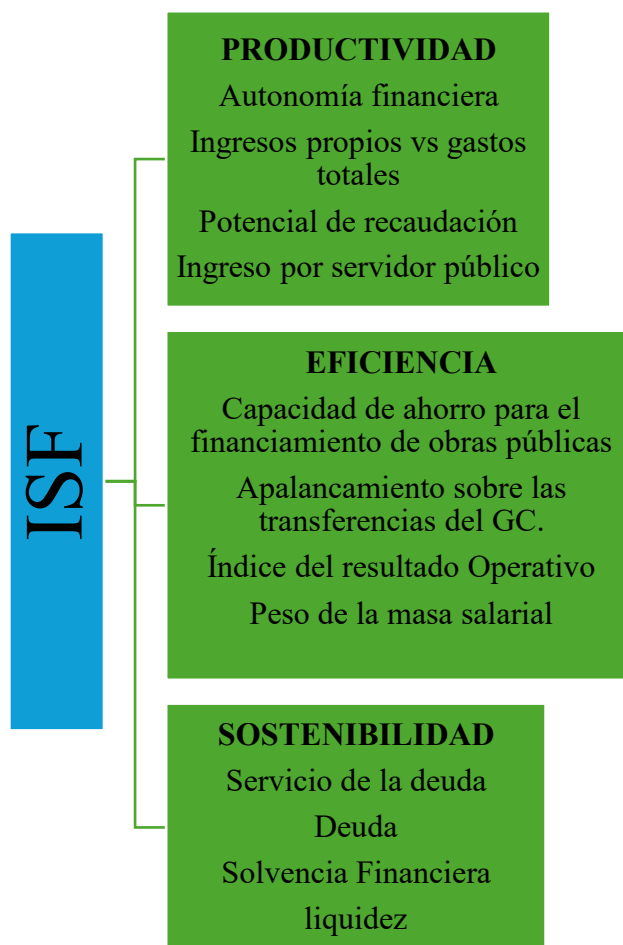 ISF
PRODUCTIVIDAD
Autonomía financiera
Ingresos propios vs gastos
totales
Potencial de recaudación
Ingreso por servidor público
EFICIENCIA
Capacidad de ahorro para el
financiamiento de obras públicas
Apalancamiento sobre las
transferencias del GC.
Índice del resultado Operativo
Peso de la masa salarial
SOSTENIBILIDAD
Servicio de la deuda
Deuda
Solvencia Financiera
liquidez